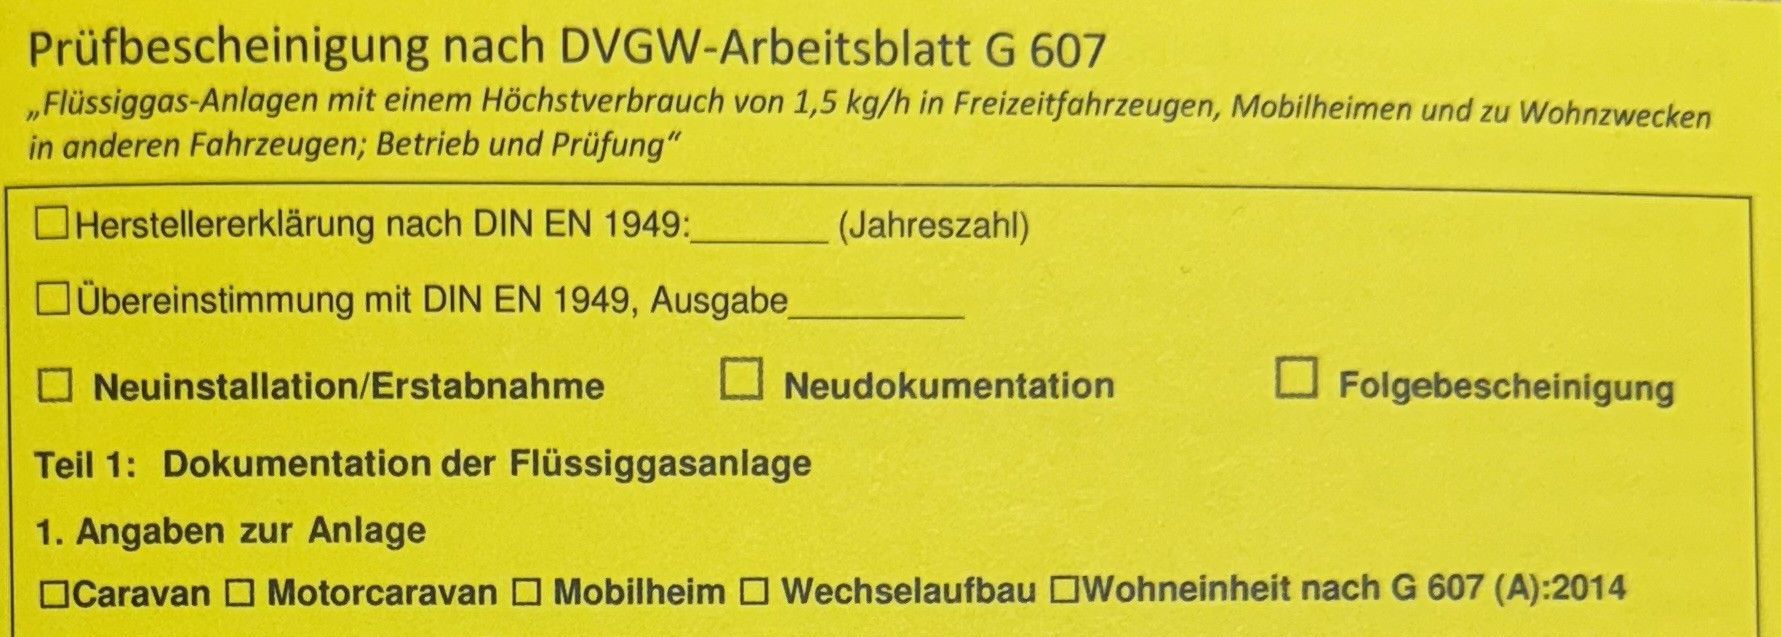 Prüfbescheinigung nach DVGW-Arbeitsblatt G 607
„Flüssiggas-Anlagen mit einem Höchstverbrauch von 1,5 kg/h in Freizeitfahrzeugen, Mobilheimen und zu Wohnzwecken
in anderen Fahrzeugen; Betrieb und Prüfung“
☐ Herstellererklärung nach DIN EN 1949:_______ (Jahreszahl)
☐ Übereinstimmung mit DIN EN 1949, Ausgabe_________
☐ Neuinstallation/Erstabnahme ☐ Neudokumentation ☐ Folgebescheinigung
Teil 1: Dokumentation der Flüssiggasanlage
1. Angaben zur Anlage
☐Caravan ☐ Motorcaravan ☐ Mobilheim ☐ Wechselaufbau ☐Wohneinheit nach G 607 (A):2014